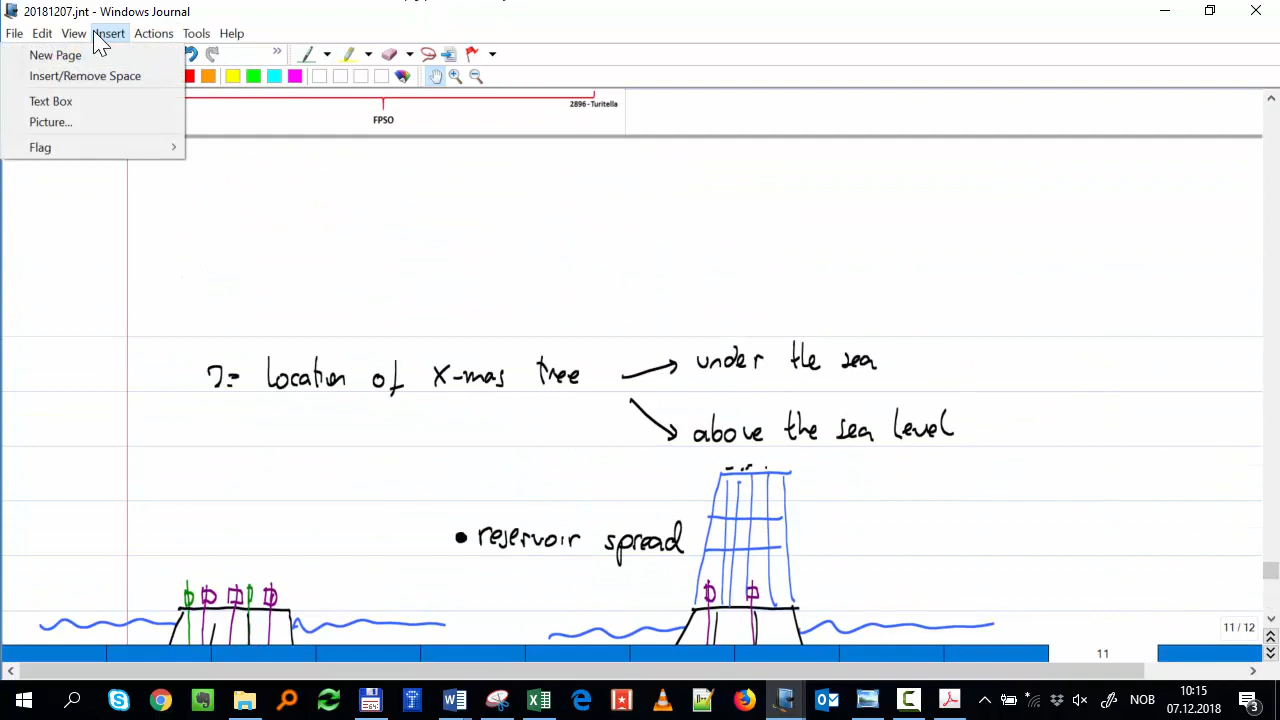 20181207.jnt - Windows Journal
File Edit View Insert Actions Tools Help
New Page
Insert/Remove Space
Text Box
Picture...
Flag
2896 - Turitella
FPSO
location of X-mas tree
under the sea
above the sea level
• reservoir spread
11 / 12
11
NOB
10:15
07.12.2018
3